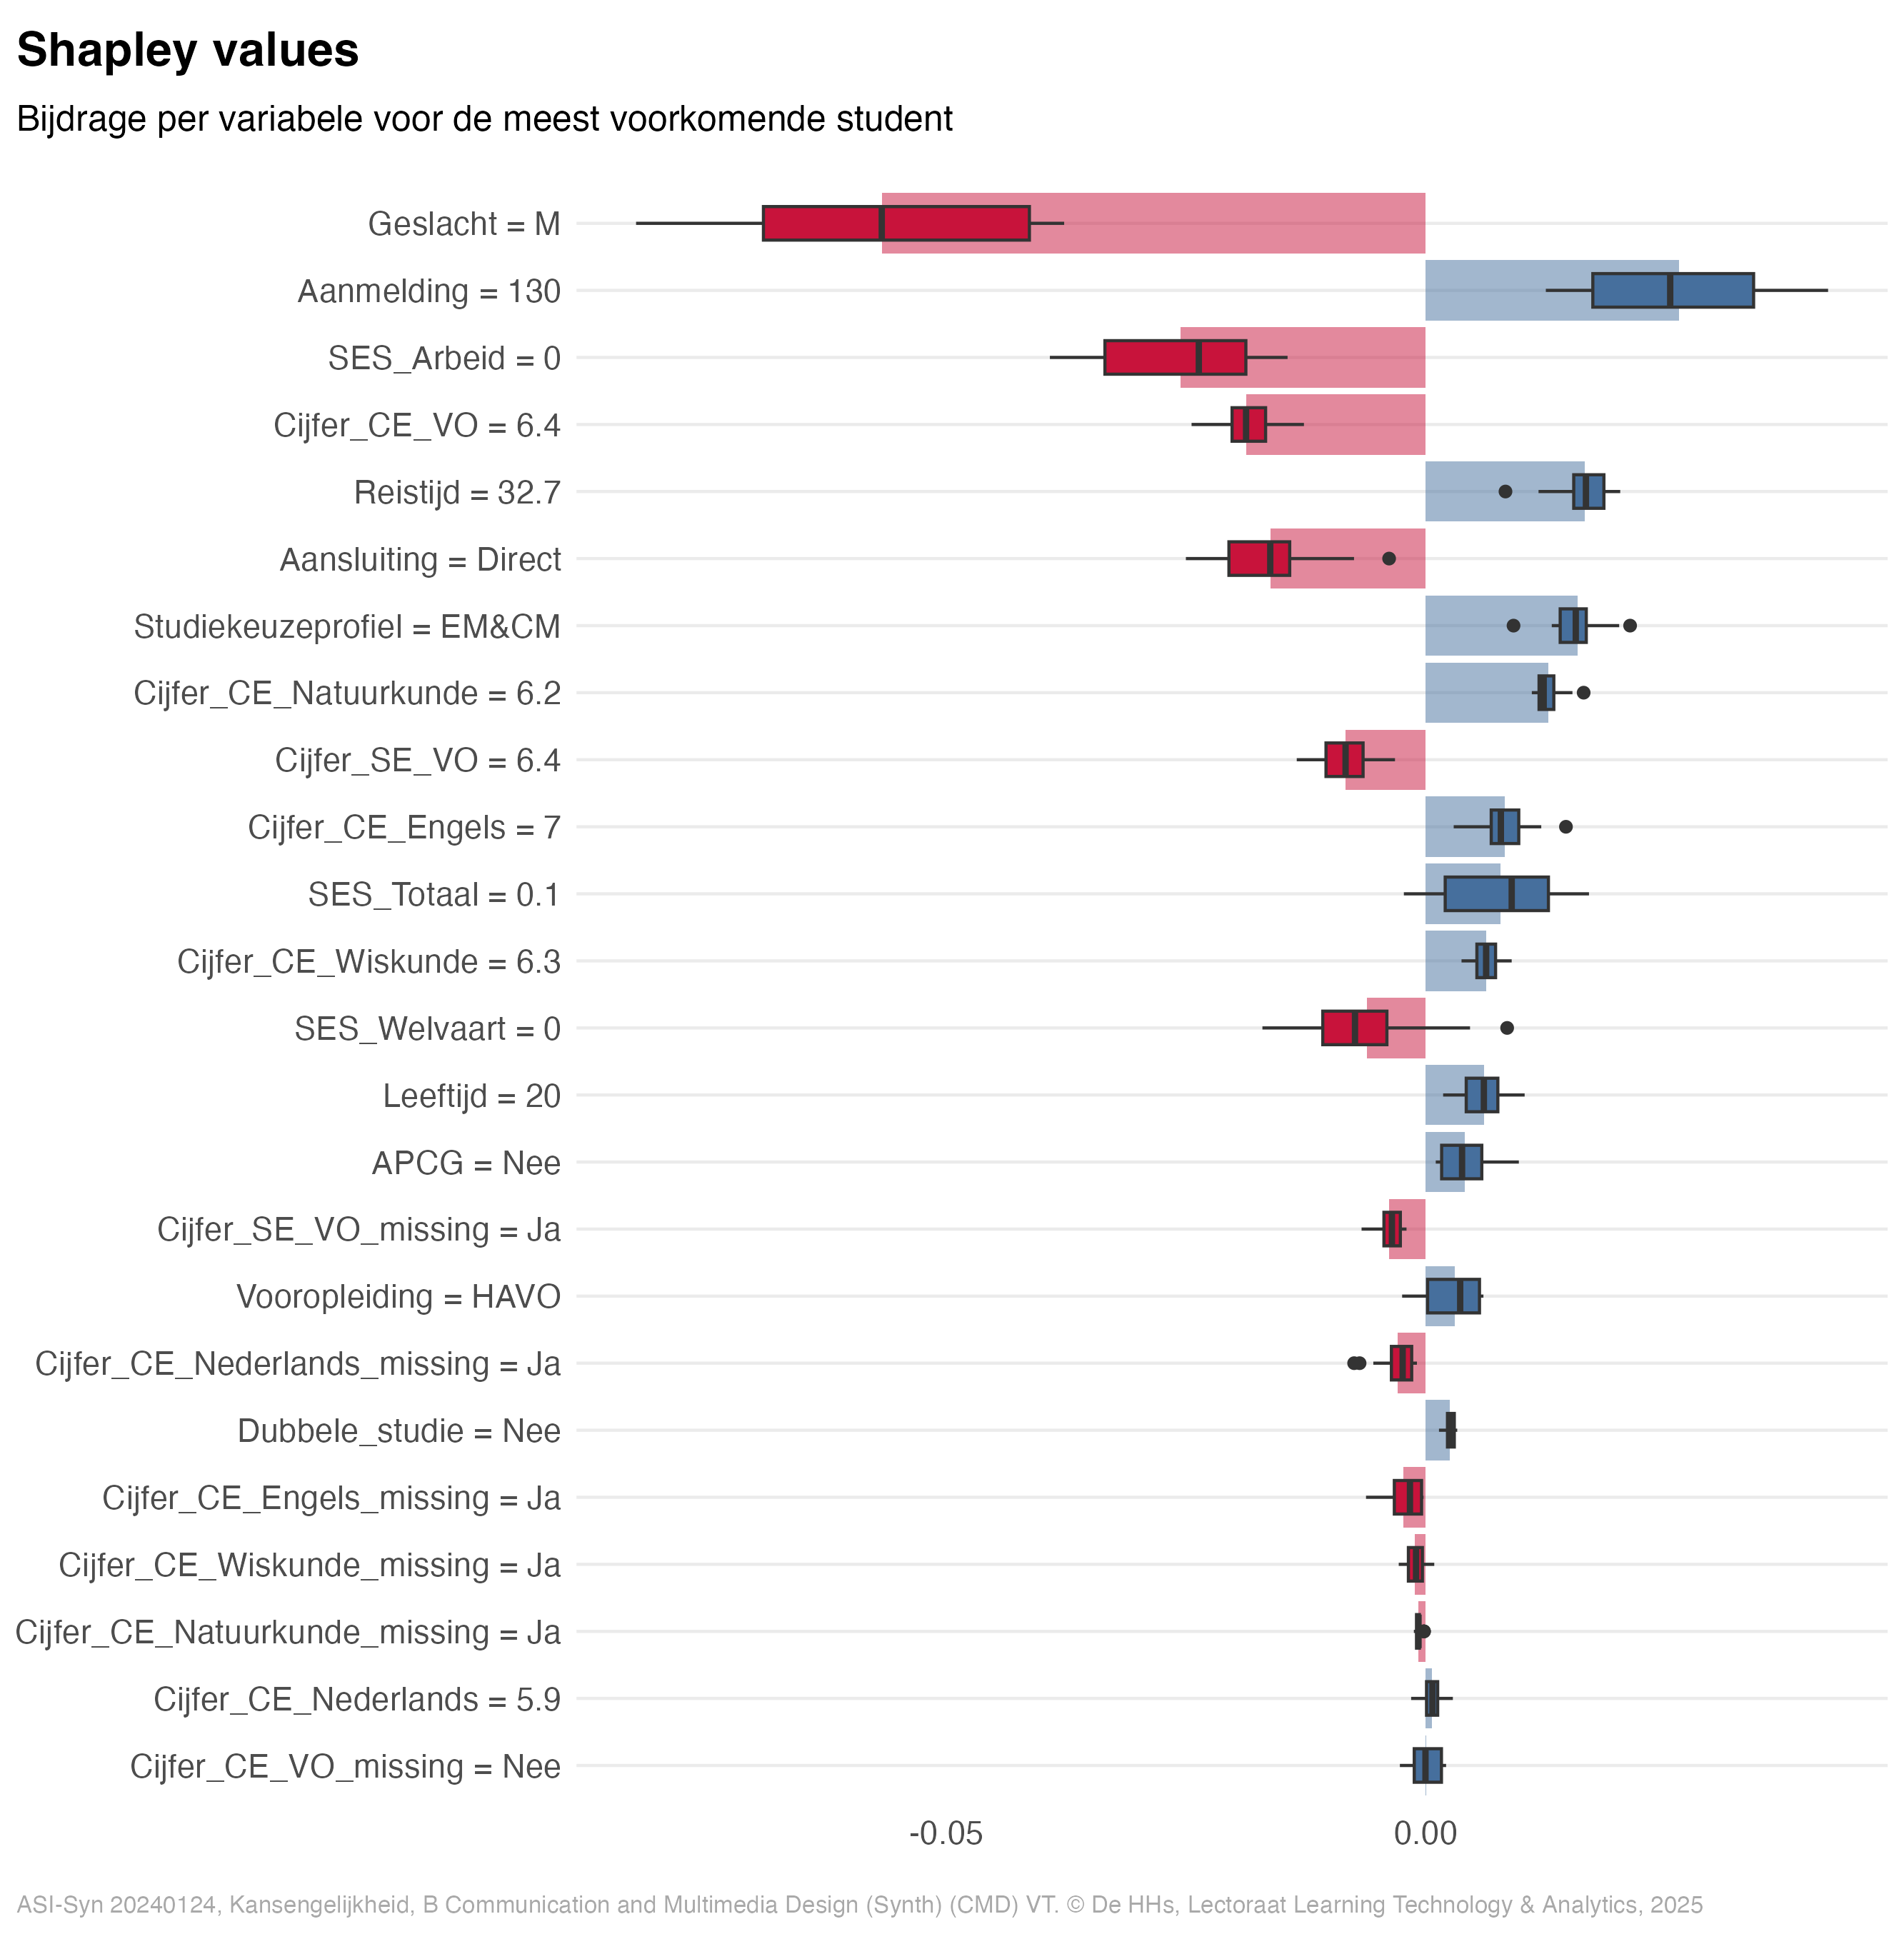 Shapley values
Bijdrage per variabele voor de meest voorkomende student
Geslacht = M
Aanmelding = 130
SES_Arbeid = 0
Cijfer_CE_VO = 6.4
Reistijd = 32.7
Aansluiting = Direct
Studiekeuzeprofiel = EM&CM
Cijfer_CE_Natuurkunde = 6.2
Cijfer_SE_VO = 6.4
Cijfer_CE_Engels = 7
SES_Totaal = 0.1
Cijfer_CE_Wiskunde = 6.3
SES_Welvaart = 0
Leeftijd = 20
APCG = Nee
Cijfer_SE_VO_missing = Ja
Vooropleiding = HAVO
Cijfer_CE_Nederlands_missing = Ja
Dubbele_studie = Nee
Cijfer_CE_Engels_missing = Ja
Cijfer_CE_Wiskunde_missing = Ja
Cijfer_CE_Natuurkunde_missing = Ja
Cijfer_CE_Nederlands = 5.9
Cijfer_CE_VO_missing = Nee
-0.05 0.00
ASI-Syn 20240124, Kansengelijkheid, B Communication and Multimedia Design (Synth) (CMD) VT. © De HHs, Lectoraat Learning Technology & Analytics, 2025